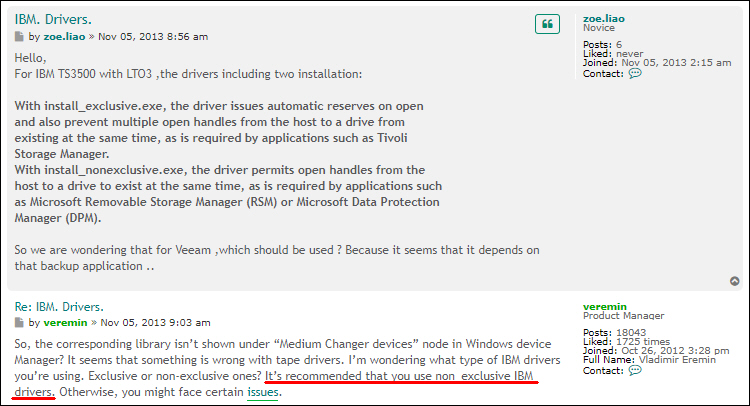 IBM. Drivers.
by zoe.liao » Nov 05, 2013 8:56 am
Hello,
For IBM TS3500 with LTO3 ,the drivers including two installation:
With install_exclusive.exe, the driver issues automatic reserves on open
and also prevent multiple open handles from the host to a drive from
existing at the same time, as is required by applications such as Tivoli
Storage Manager.
With install_nonexclusive.exe, the driver permits open handles from the
host to a drive to exist at the same time, as is required by applications such
as Microsoft Removable Storage Manager (RSM) or Microsoft Data Protection
Manager (DPM).
So we are wondering that for Veeam ,which should be used ? Because it seems that it depends on
that backup application ..
zoe.liao
Novice
Posts: 6
Liked: never
Joined: Nov 05, 2013 2:15 am
Contact:
Re: IBM. Drivers.
by veremin » Nov 05, 2013 9:03 am
So, the corresponding library isn’t shown under “Medium Changer devices” node in Windows device
Manager? It seems that something is wrong with tape drivers. I’m wondering what type of IBM drivers
you’re using. Exclusive or non-exclusive ones? It’s recommended that you use non exclusive IBM
drivers. Otherwise, you might face certain issues.
veremin
Product Manager
Posts: 18043
Liked: 1725 times
Joined: Oct 26, 2012 3:28 pm
Full Name: Vladimir Eremin
Contact: